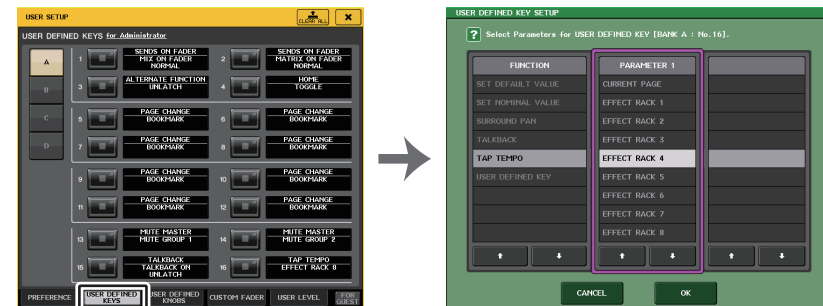 USER SETUP
CLEAR ALL
USER DEFINED KEYS for Administrator
A
B
C
D
1 SENDS ON FADER
MIX ON FADER
NORMAL
2 SENDS ON FADER
MATRIX ON FADER
NORMAL
3 ALTERNATE FUNCTION
UNLATCH
4 HOME
TOGGLE
5 PAGE CHANGE
BOOKMARK
6 PAGE CHANGE
BOOKMARK
7 PAGE CHANGE
BOOKMARK
8 PAGE CHANGE
BOOKMARK
9 PAGE CHANGE
BOOKMARK
10 PAGE CHANGE
BOOKMARK
11 PAGE CHANGE
BOOKMARK
12 PAGE CHANGE
BOOKMARK
13 MUTE MASTER
MUTE GROUP 1
14 MUTE MASTER
MUTE GROUP 2
15 TALKBACK
TALKBACK ON
UNLATCH
16 TAP TEMPO
EFFECT RACK 8
PREFERENCE
USER DEFINED
KEYS
USER DEFINED
KNOBS
CUSTOM FADER
USER LEVEL
FOR
GUEST
USER DEFINED KEY SETUP
? Select Parameters for USER DEFINED KEY [BANK A : No.16].
FUNCTION
SET DEFAULT VALUE
SET NOMINAL VALUE
SURROUND PAN
TALKBACK
TAP TEMPO
USER DEFINED KEY
PARAMETER 1
CURRENT PAGE
EFFECT RACK 1
EFFECT RACK 2
EFFECT RACK 3
EFFECT RACK 4
EFFECT RACK 5
EFFECT RACK 6
EFFECT RACK 7
EFFECT RACK 8
CANCEL
OK